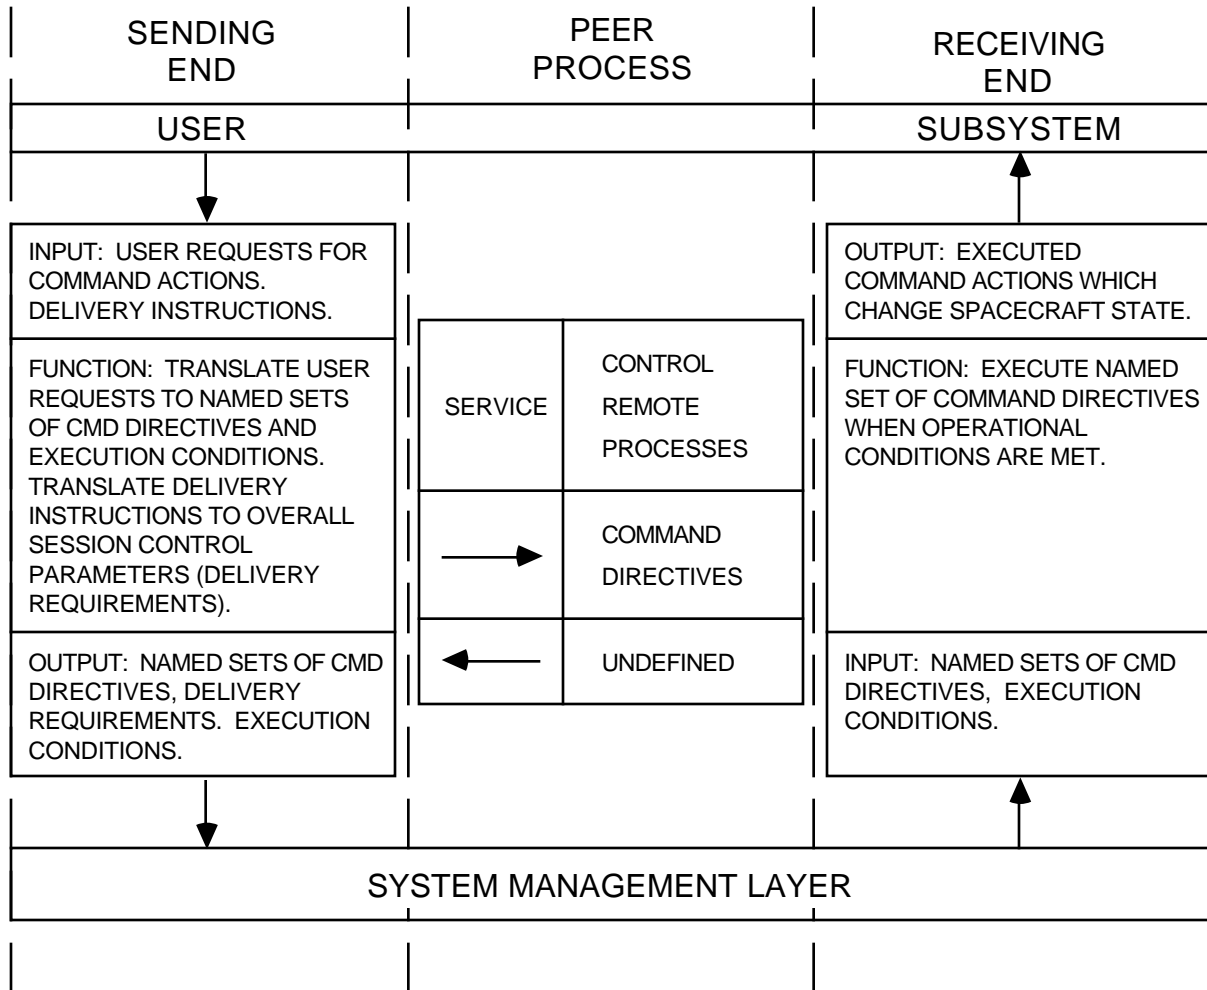 SENDING
END
PEER
PROCESS
RECEIVING
END
USER
SUBSYSTEM
INPUT: USER REQUESTS FOR
COMMAND ACTIONS.
DELIVERY INSTRUCTIONS.
FUNCTION: TRANSLATE USER
REQUESTS TO NAMED SETS
OF CMD DIRECTIVES AND
EXECUTION CONDITIONS.
TRANSLATE DELIVERY
INSTRUCTIONS TO OVERALL
SESSION CONTROL
PARAMETERS (DELIVERY
REQUIREMENTS).
OUTPUT: NAMED SETS OF CMD
DIRECTIVES, DELIVERY
REQUIREMENTS. EXECUTION
CONDITIONS.
SERVICE
CONTROL
REMOTE
PROCESSES
COMMAND
DIRECTIVES
UNDEFINED
OUTPUT: EXECUTED
COMMAND ACTIONS WHICH
CHANGE SPACECRAFT STATE.
FUNCTION: EXECUTE NAMED
SET OF COMMAND DIRECTIVES
WHEN OPERATIONAL
CONDITIONS ARE MET.
INPUT: NAMED SETS OF CMD
DIRECTIVES, EXECUTION
CONDITIONS.
SYSTEM MANAGEMENT LAYER